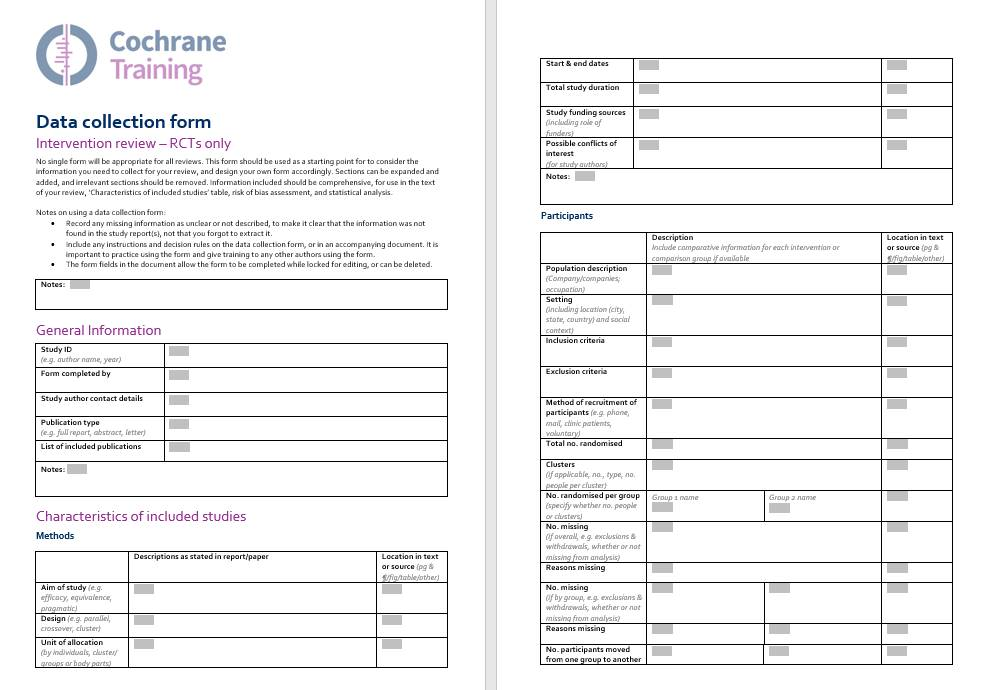 Cochrane
Training
Data collection form
Intervention review – RCTs only
No single form will be appropriate for all reviews. This form should be used as a starting point for to consider the
information you need to collect for your review, and design your own form accordingly. Sections can be expanded and
added, and irrelevant sections should be removed. Information included should be comprehensive, for use in the text
of your review, 'Characteristics of included studies' table, risk of bias assessment, and statistical analysis.
Notes on using a data collection form:
• Record any missing information as unclear or not described, to make it clear that the information was not
found in the study report(s), not that you forgot to extract it.
• Include any instructions and decision rules on the data collection form, or in an accompanying document. It is
important to practice using the form and give training to any other authors using the form.
• The form fields in the document allow the form to be completed while locked for editing, or can be deleted.
Notes:
General Information
Study ID
(e.g. author name, year)
Form completed by
Study author contact details
Publication type
(e.g. full report, abstract, letter)
List of included publications
Notes:
Characteristics of included studies
Methods
Descriptions as stated in report/paper
Location in text
or source (pg &
¶/fig/table/other)
Aim of study (e.g.
efficacy, equivalence,
pragmatic)
Design (e.g. parallel,
crossover, cluster)
Unit of allocation
(by individuals, cluster/
groups or body parts)
Start & end dates
Total study duration
Study funding sources
(including role of
funders)
Possible conflicts of
interest
(for study authors)
Notes:
Participants
Description
Include comparative information for each intervention or
comparison group if available
Location in text
or source (pg &
¶/fig/table/other)
Population description
(Company/companies;
occupation)
Setting
(including location (city,
state, country) and social
context)
Inclusion criteria
Exclusion criteria
Method of recruitment of
participants (e.g. phone,
mail, clinic patients,
voluntary)
Total no. randomised
Clusters
(if applicable, no., type, no.
people per cluster)
No. randomised per group
(specify whether no. people
or clusters)
Group 1 name
Group 2 name
No. missing
(if overall, e.g. exclusions &
withdrawals, whether or not
missing from analysis)
Reasons missing
No. missing
(if by group, e.g. exclusions &
withdrawals, whether or not
missing from analysis)
Reasons missing
No. participants moved
from one group to another